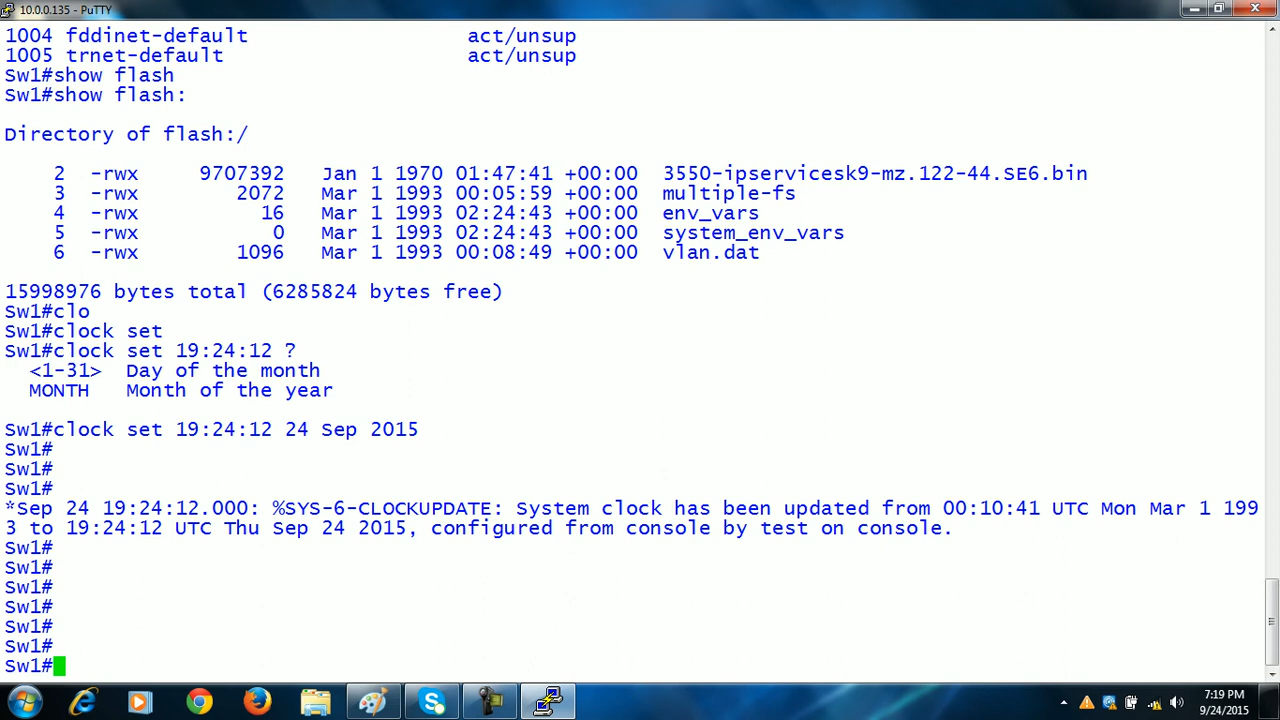 10.0.0.135 - PuTTY
1004 fddinet-default act/unsup
1005 trnet-default act/unsup
Sw1#show flash
Sw1#show flash:
Directory of flash:/
2 -rwx 9707392 Jan 1 1970 01:47:41 +00:00 3550-ipservicesk9-mz.122-44.SE6.bin
3 -rwx 2072 Mar 1 1993 00:05:59 +00:00 multiple-fs
4 -rwx 16 Mar 1 1993 02:24:43 +00:00 env_vars
5 -rwx 0 Mar 1 1993 02:24:43 +00:00 system_env_vars
6 -rwx 1096 Mar 1 1993 00:08:49 +00:00 vlan.dat
15998976 bytes total (6285824 bytes free)
Sw1#clo
Sw1#clock set
Sw1#clock set 19:24:12 ?
<1-31> Day of the month
MONTH Month of the year
Sw1#clock set 19:24:12 24 Sep 2015
Sw1#
Sw1#
Sw1#
*Sep 24 19:24:12.000: %SYS-6-CLOCKUPDATE: System clock has been updated from 00:10:41 UTC Mon Mar 1 199
3 to 19:24:12 UTC Thu Sep 24 2015, configured from console by test on console.
Sw1#
Sw1#
Sw1#
Sw1#
Sw1#
Sw1#
Sw1#
7:19 PM
9/24/2015